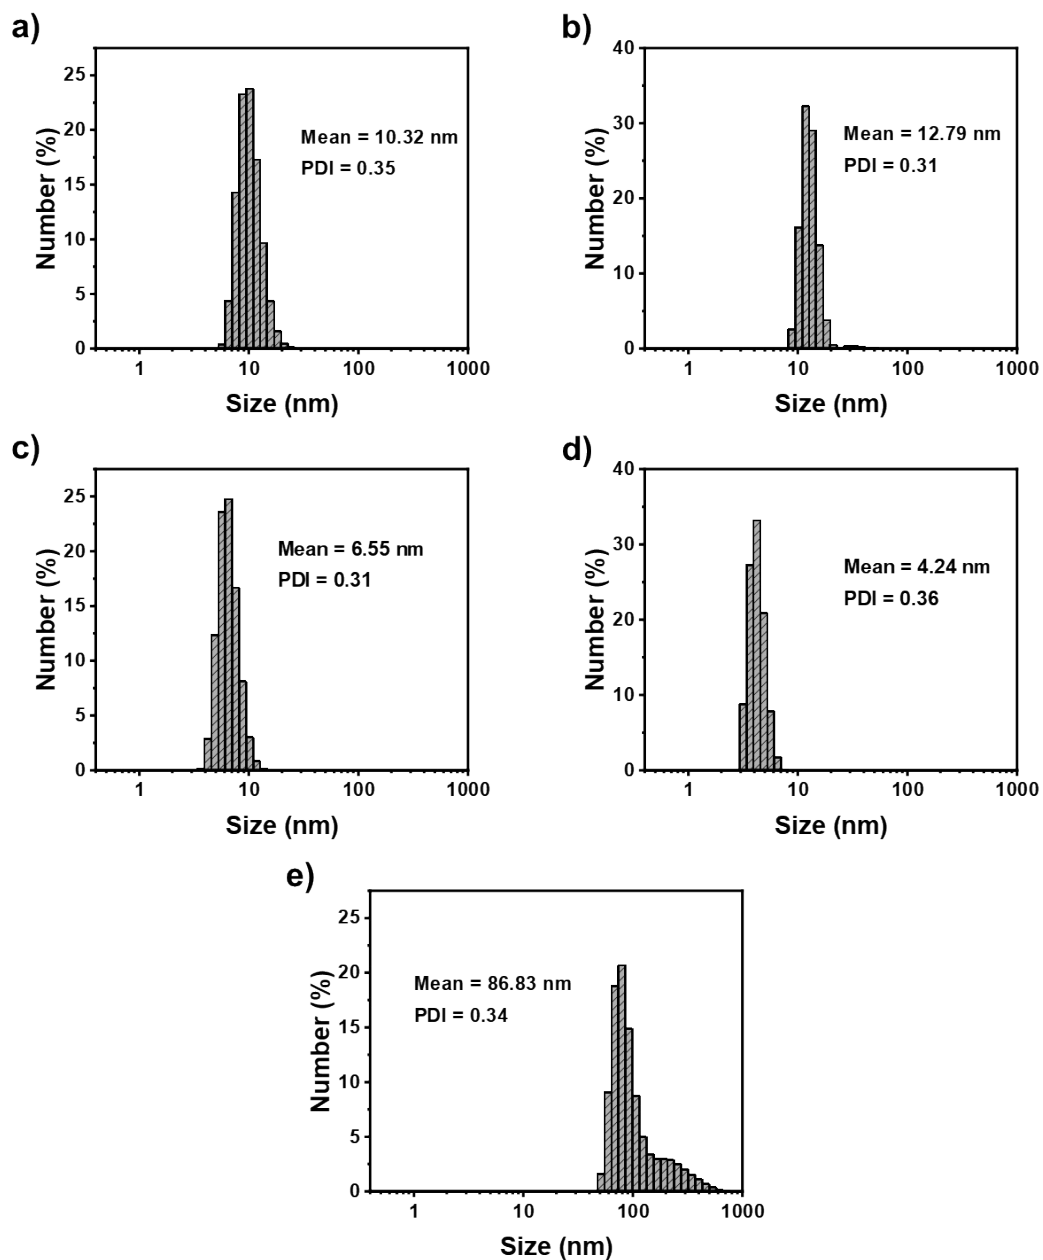 a)
25
20
15
10
5
0
Number (%)
Mean = 10.32 nm
PDI = 0.35
1 10 100 1000
Size (nm)
b)
40
30
20
10
0
Number (%)
Mean = 12.79 nm
PDI = 0.31
1 10 100 1000
Size (nm)
c)
25
20
15
10
5
0
Number (%)
Mean = 6.55 nm
PDI = 0.31
1 10 100 1000
Size (nm)
d)
40
30
20
10
0
Number (%)
Mean = 4.24 nm
PDI = 0.36
1 10 100 1000
Size (nm)
e)
25
20
15
10
5
0
Number (%)
Mean = 86.83 nm
PDI = 0.34
1 10 100 1000
Size (nm)